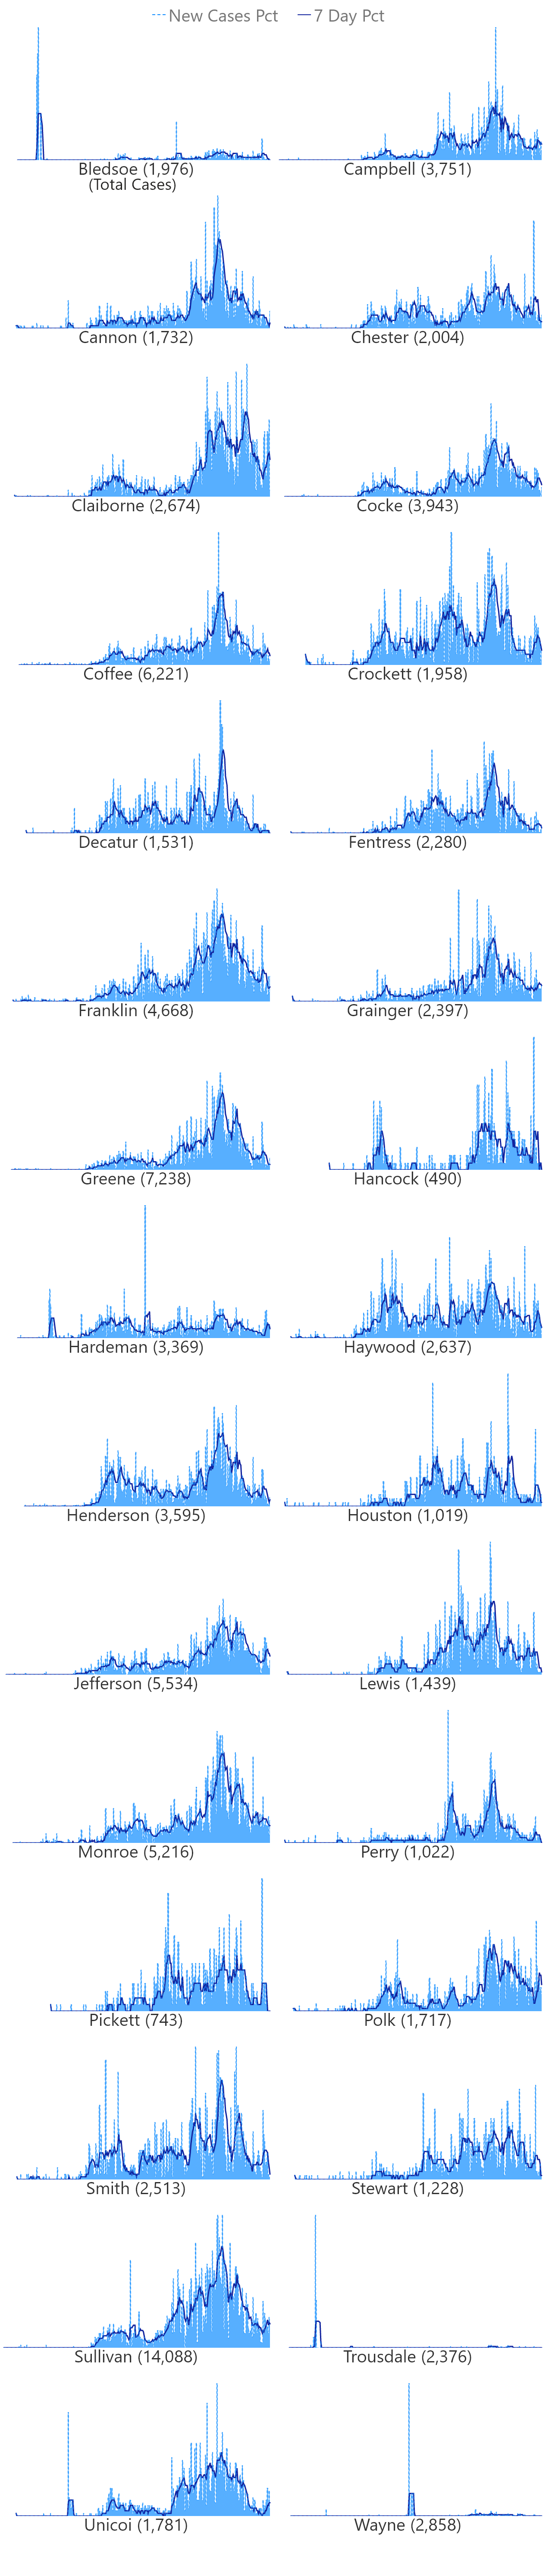 New Cases Pct 7 Day Pct
Bledsoe (1,976) Campbell (3,751)
(Total Cases)
Cannon (1,732) Chester (2,004)
Claiborne (2,674) Cocke (3,943)
Coffee (6,221) Crockett (1,958)
Decatur (1,531) Fentress (2,280)
Franklin (4,668) Grainger (2,397)
Greene (7,238) Hancock (490)
Hardeman (3,369) Haywood (2,637)
Henderson (3,595) Houston (1,019)
Jefferson (5,534) Lewis (1,439)
Monroe (5,216) Perry (1,022)
Pickett (743) Polk (1,717)
Smith (2,513) Stewart (1,228)
Sullivan (14,088) Trousdale (2,376)
Unicoi (1,781) Wayne (2,858)